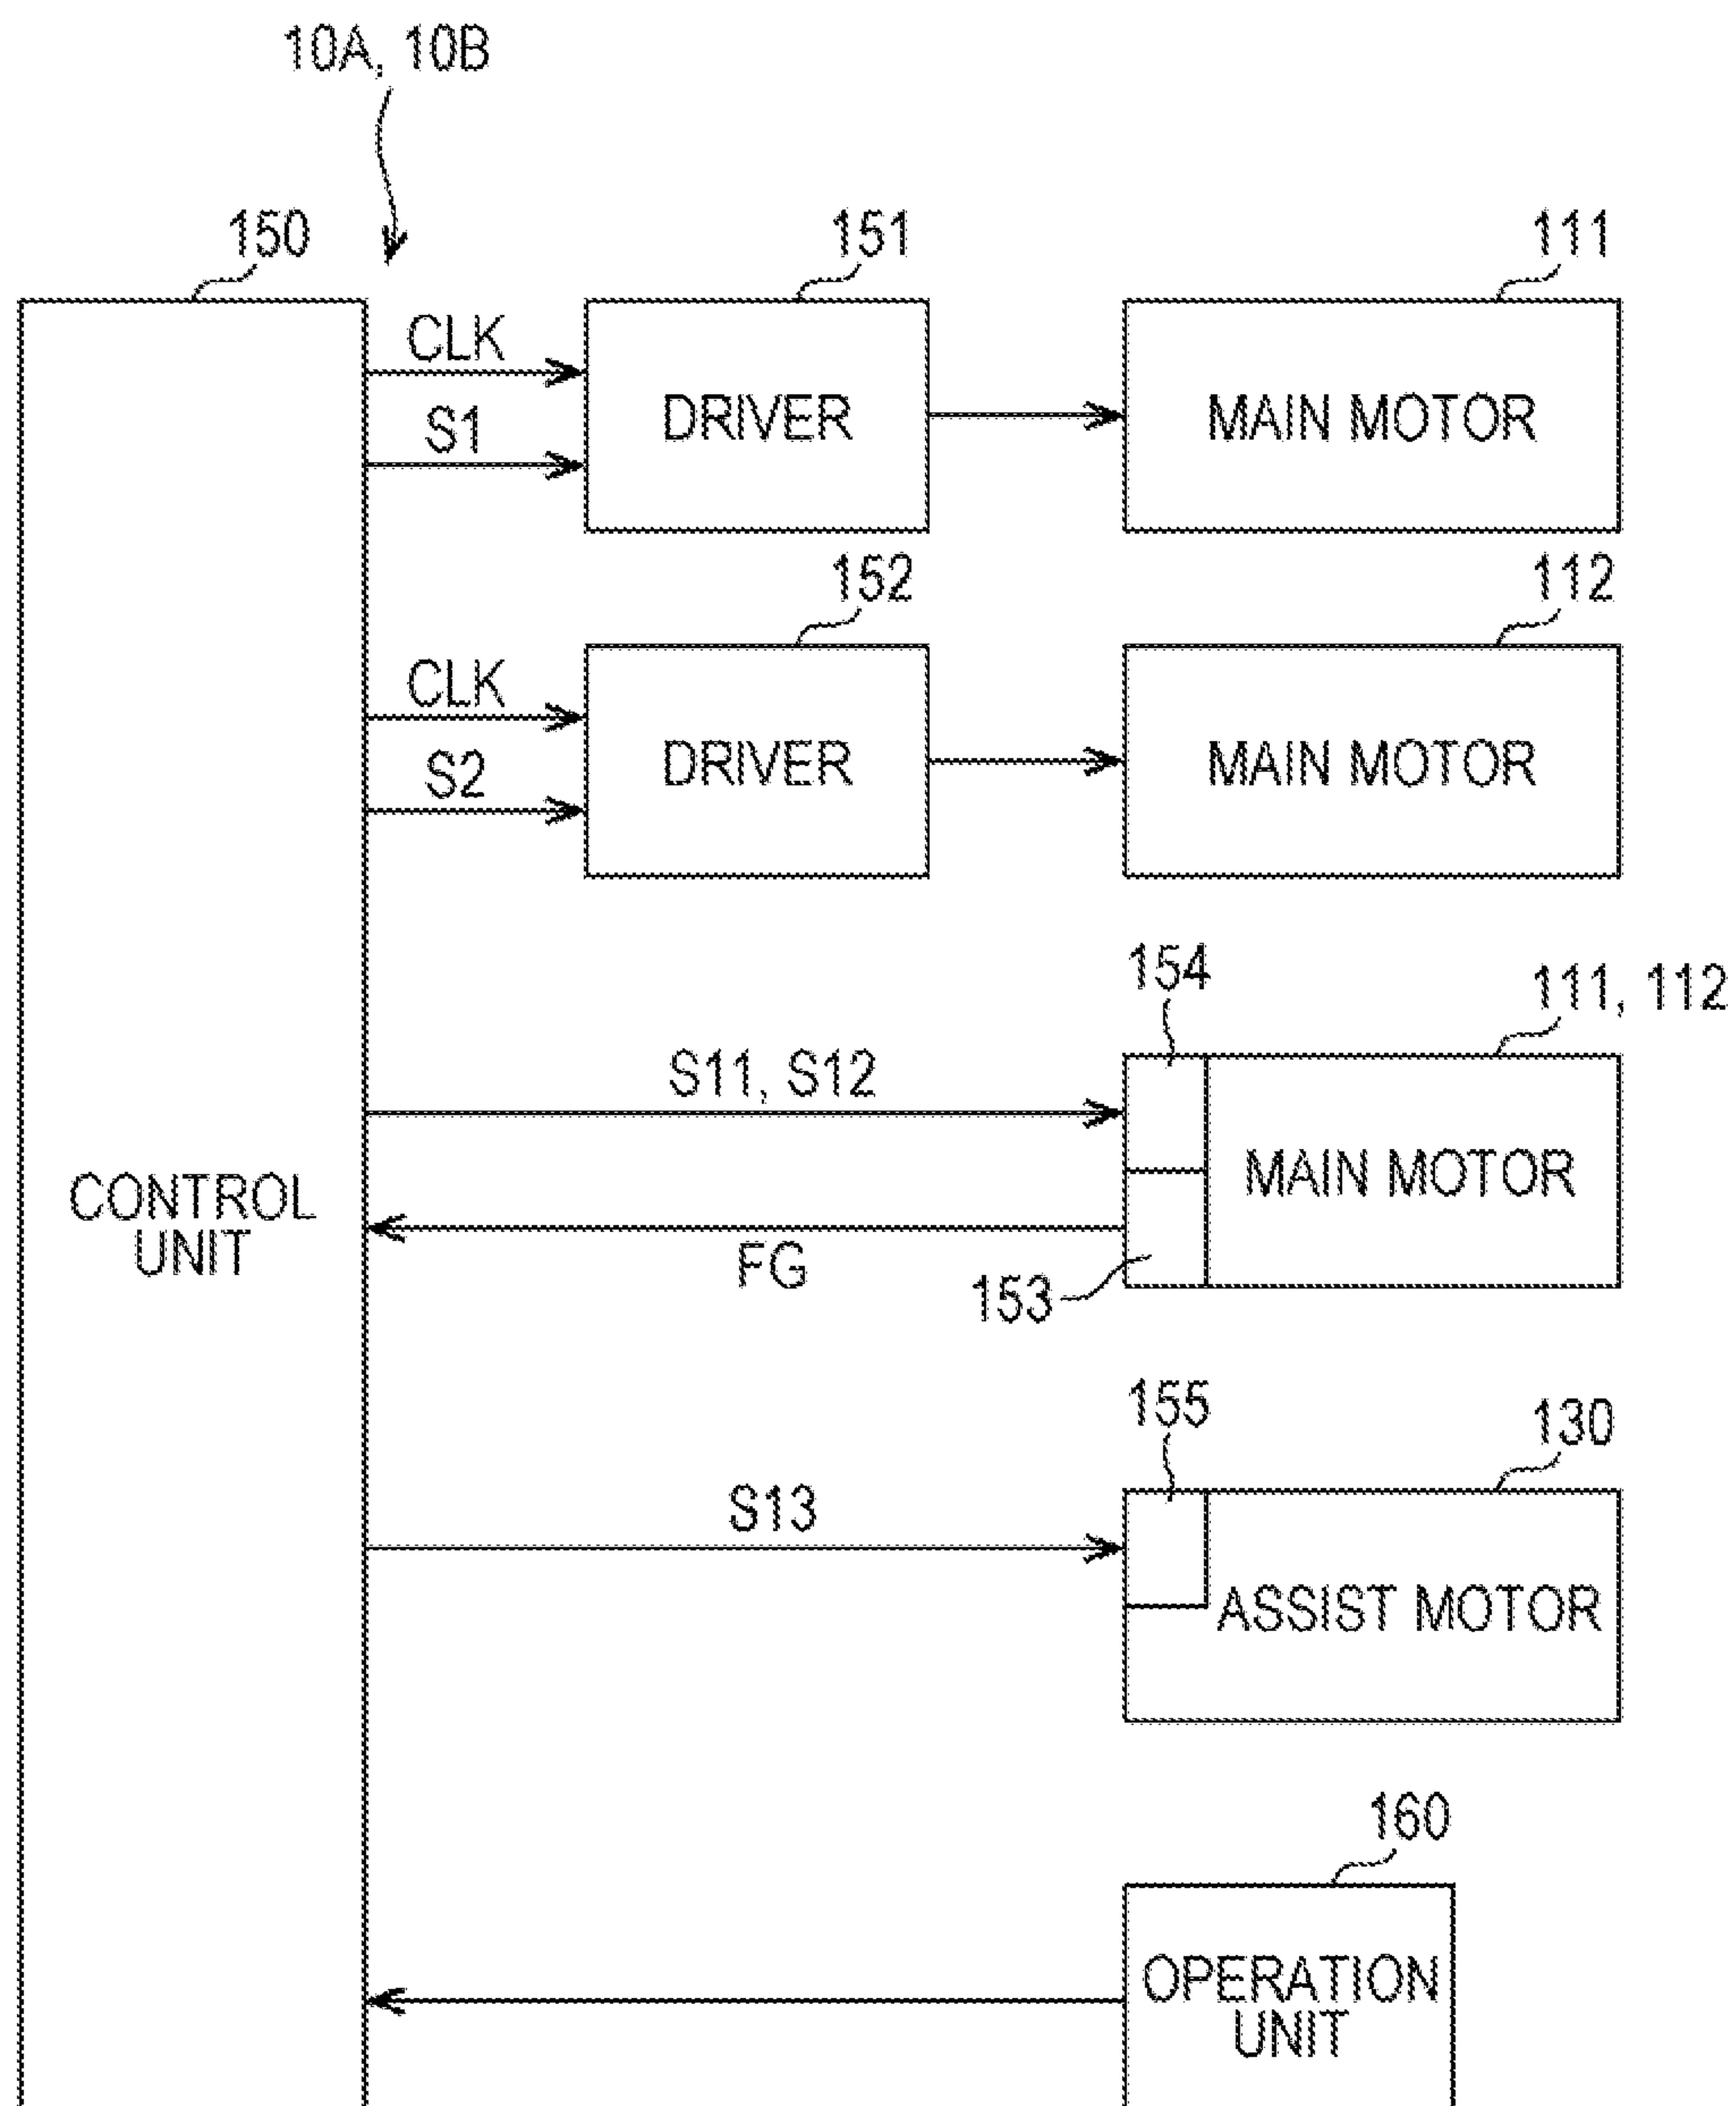 10A, 10B
150
151
111
CLK
S1
DRIVER
MAIN MOTOR
152
112
CLK
S2
DRIVER
MAIN MOTOR
154
111, 112
S11, S12
MAIN MOTOR
CONTROL
UNIT
FG
153
155
130
S13
ASSIST MOTOR
160
OPERATION
UNIT